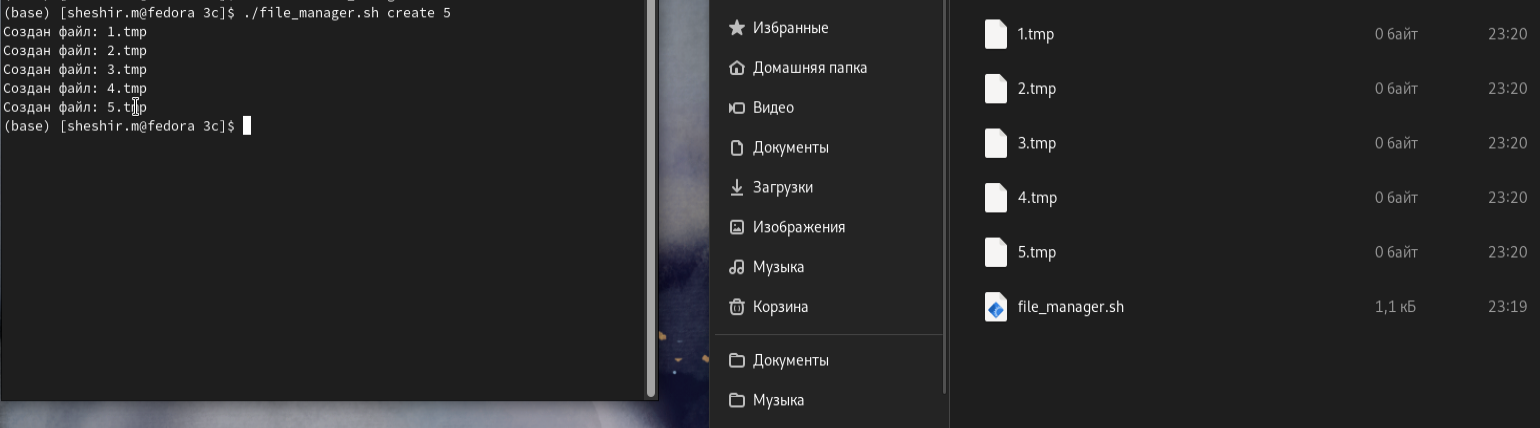 (base) [sheshir.m@fedora 3c]$ ./file_manager.sh create 5
Создан файл: 1.tmp
Создан файл: 2.tmp
Создан файл: 3.tmp
Создан файл: 4.tmp
Создан файл: 5.tmp
(base) [sheshir.m@fedora 3c]$
Избранные
Домашняя папка
Видео
Документы
Загрузки
Изображения
Музыка
Корзина
Документы
Музыка
1.tmp 0 байт 23:20
2.tmp 0 байт 23:20
3.tmp 0 байт 23:20
4.tmp 0 байт 23:20
5.tmp 0 байт 23:20
file_manager.sh 1,1 кБ 23:19